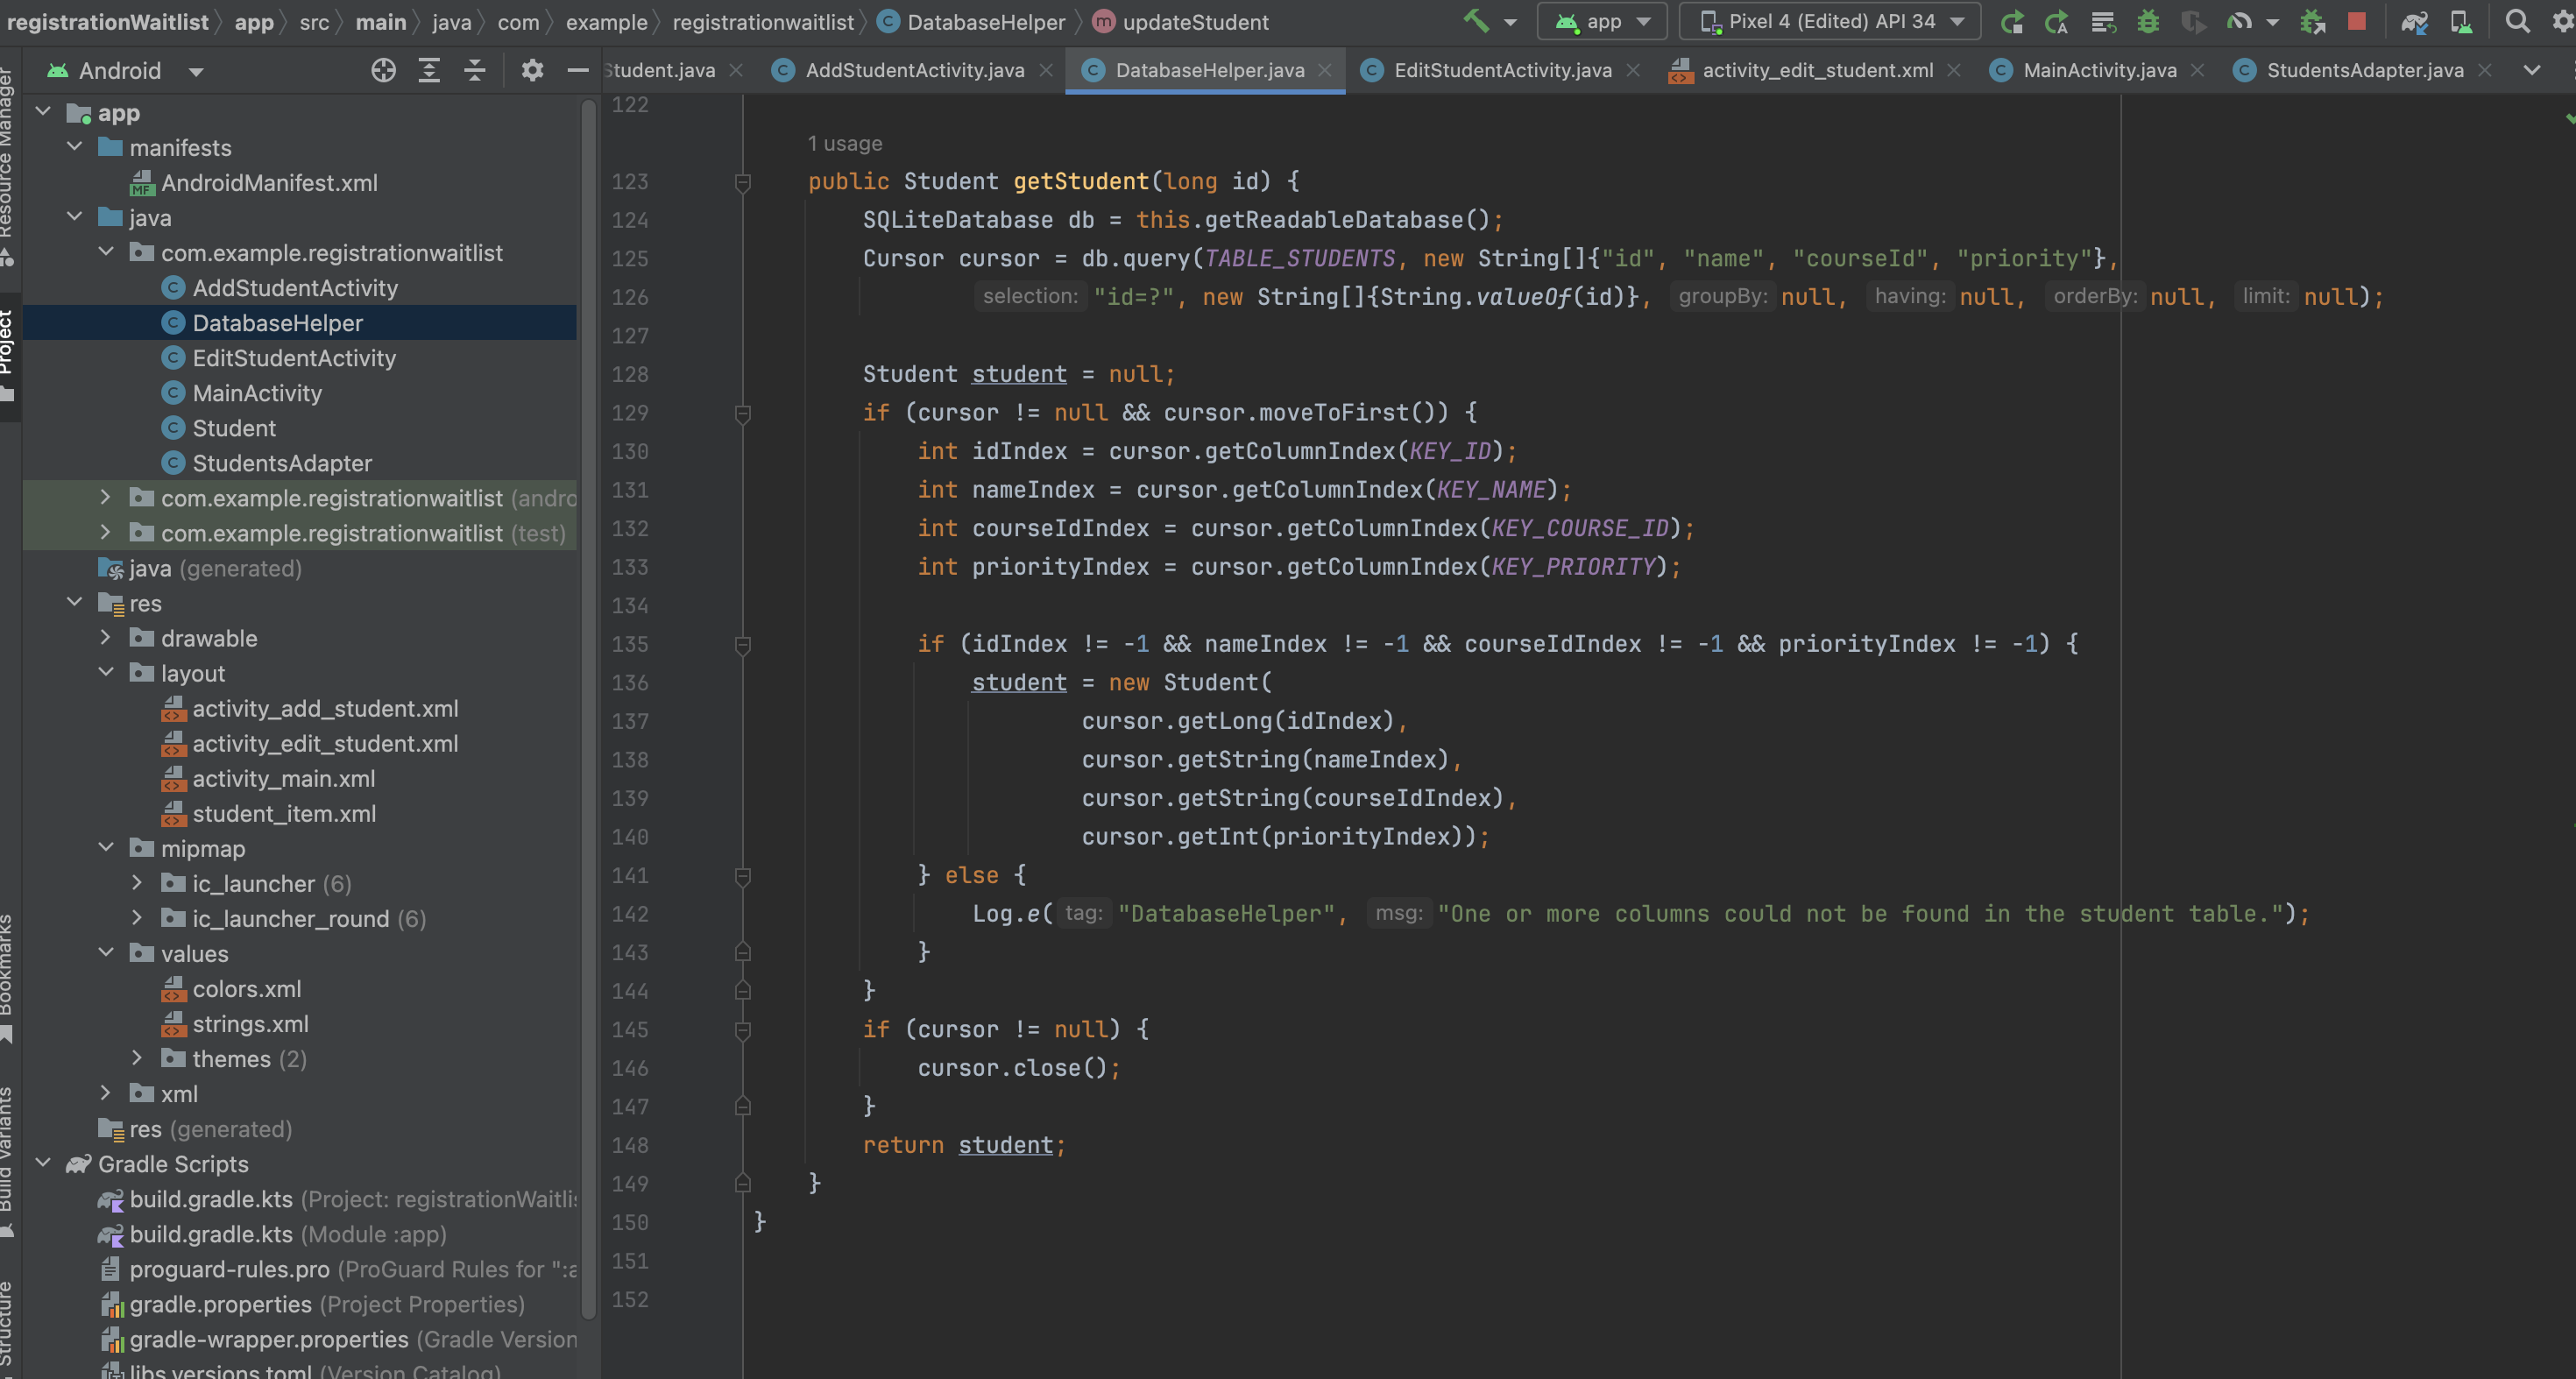 registrationWaitlist app src main java com example registrationwaitlist DatabaseHelper updateStudent app Pixel 4 (Edited) API 34
Android
Student.java AddStudentActivity.java DatabaseHelper.java EditStudentActivity.java activity_edit_student.xml MainActivity.java StudentsAdapter.java
Resource Manager
Project
Bookmarks
Build Variants
Structure
app
manifests
AndroidManifest.xml
java
com.example.registrationwaitlist
AddStudentActivity
DatabaseHelper
EditStudentActivity
MainActivity
Student
StudentsAdapter
com.example.registrationwaitlist (andro
com.example.registrationwaitlist (test)
java (generated)
res
drawable
layout
activity_add_student.xml
activity_edit_student.xml
activity_main.xml
student_item.xml
mipmap
ic_launcher (6)
ic_launcher_round (6)
values
colors.xml
strings.xml
themes (2)
xml
res (generated)
Gradle Scripts
build.gradle.kts (Project: registrationWaitlis
build.gradle.kts (Module :app)
proguard-rules.pro (ProGuard Rules for ":a
gradle.properties (Project Properties)
gradle-wrapper.properties (Gradle Version
libs.versions.toml (Version Catalog)
122
1 usage
123 public Student getStudent(long id) {
124 SQLiteDatabase db = this.getReadableDatabase();
125 Cursor cursor = db.query(TABLE_STUDENTS, new String[]{"id", "name", "courseId", "priority"},
126 selection: "id=?", new String[]{String.valueOf(id)}, groupBy: null, having: null, orderBy: null, limit: null);
127
128 Student student = null;
129 if (cursor != null && cursor.moveToFirst()) {
130 int idIndex = cursor.getColumnIndex(KEY_ID);
131 int nameIndex = cursor.getColumnIndex(KEY_NAME);
132 int courseIdIndex = cursor.getColumnIndex(KEY_COURSE_ID);
133 int priorityIndex = cursor.getColumnIndex(KEY_PRIORITY);
134
135 if (idIndex != -1 && nameIndex != -1 && courseIdIndex != -1 && priorityIndex != -1) {
136 student = new Student(
137 cursor.getLong(idIndex),
138 cursor.getString(nameIndex),
139 cursor.getString(courseIdIndex),
140 cursor.getInt(priorityIndex));
141 } else {
142 Log.e( tag: "DatabaseHelper", msg: "One or more columns could not be found in the student table.");
143 }
144 }
145 if (cursor != null) {
146 cursor.close();
147 }
148 return student;
149 }
150 }
151
152